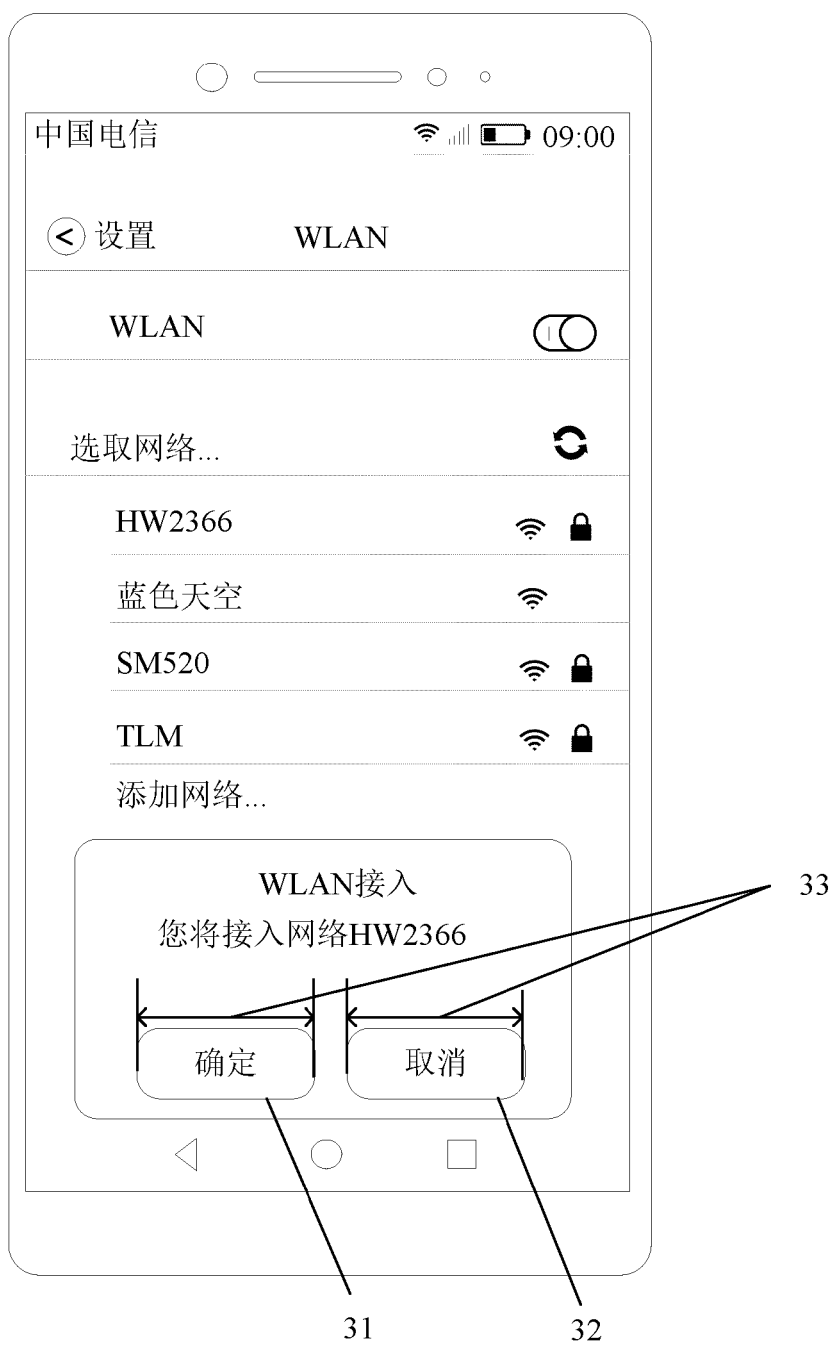 中国电信 09:00
< 设置 WLAN
WLAN
选取网络...
HW2366
蓝色天空
SM520
TLM
添加网络...
WLAN接入
33
您将接入网络HW2366
确定 取消
31 32